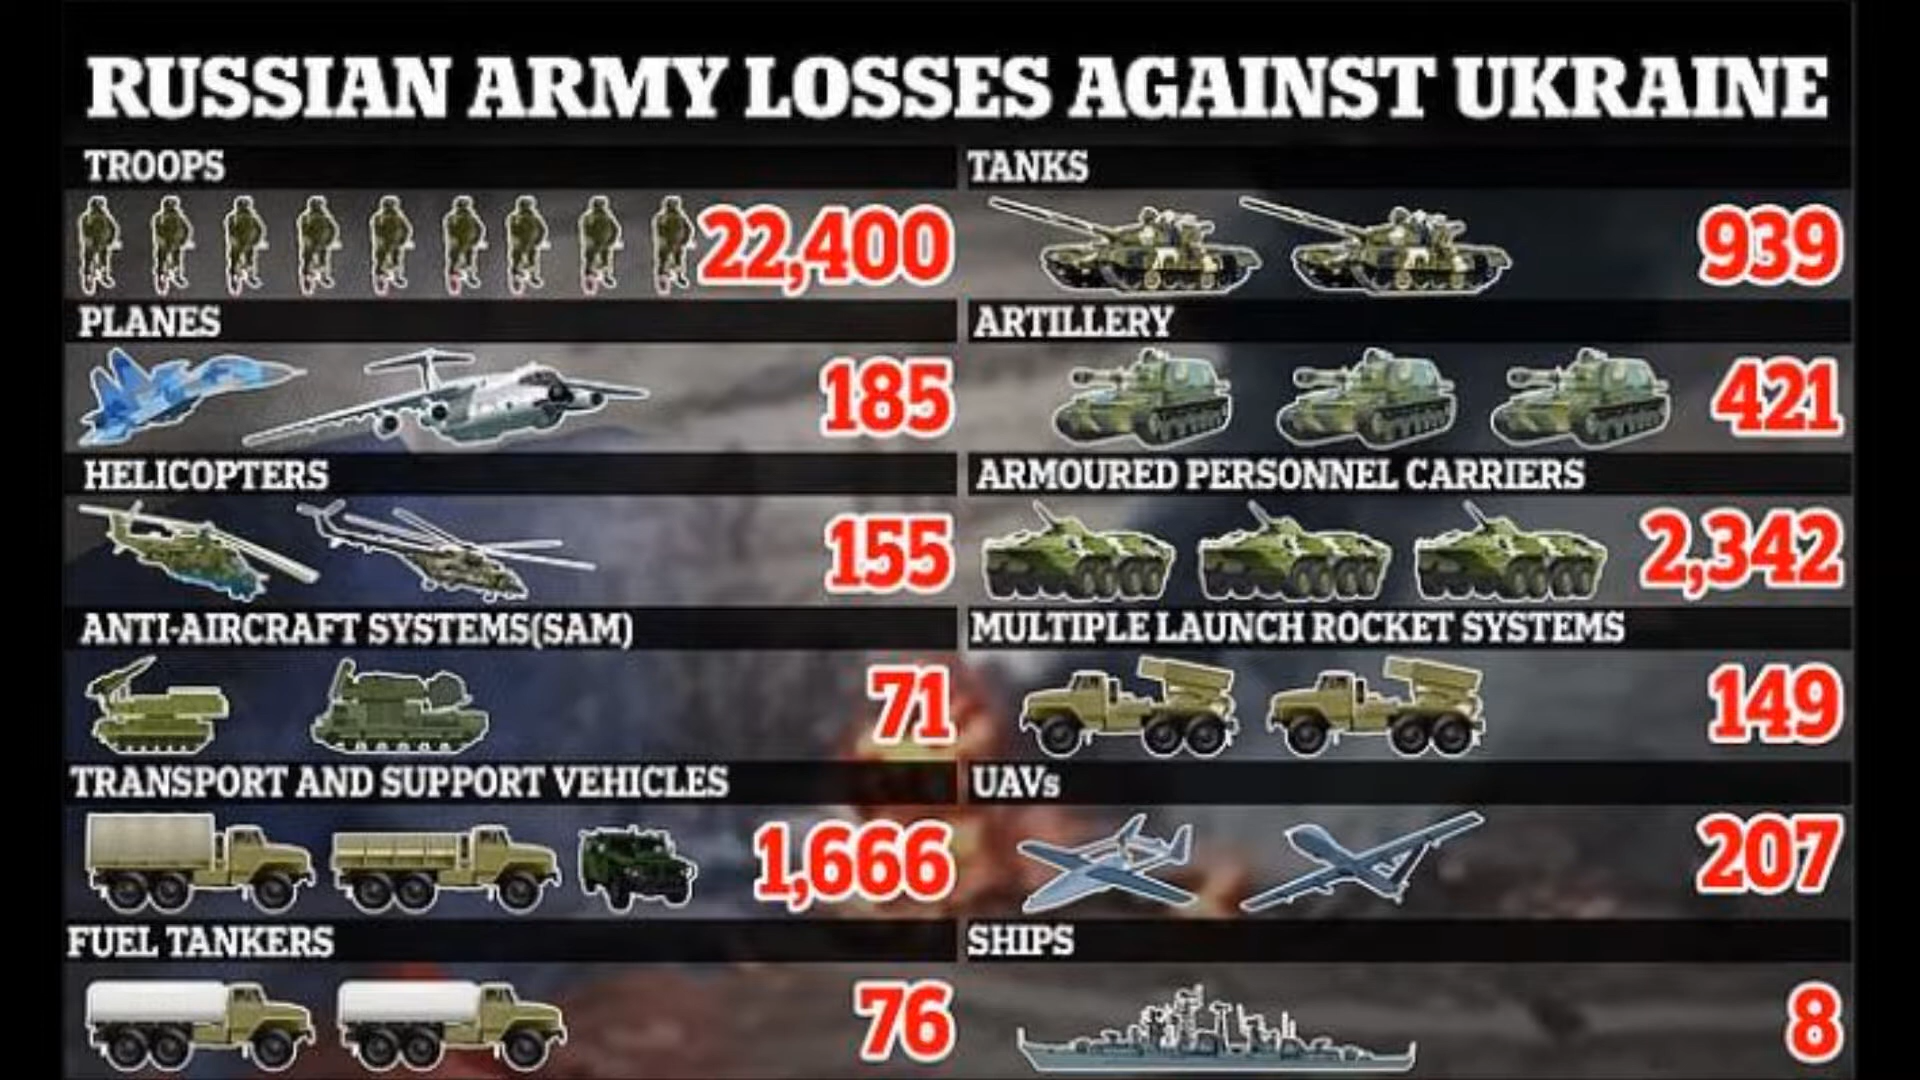 RUSSIAN ARMY LOSSES AGAINST UKRAINE
TROOPS
22,400
TANKS
939
PLANES
185
ARTILLERY
421
HELICOPTERS
155
ARMOURED PERSONNEL CARRIERS
2,342
ANTI-AIRCRAFT SYSTEMS(SAM)
71
MULTIPLE LAUNCH ROCKET SYSTEMS
149
TRANSPORT AND SUPPORT VEHICLES
1,666
UAVs
207
FUEL TANKERS
76
SHIPS
8